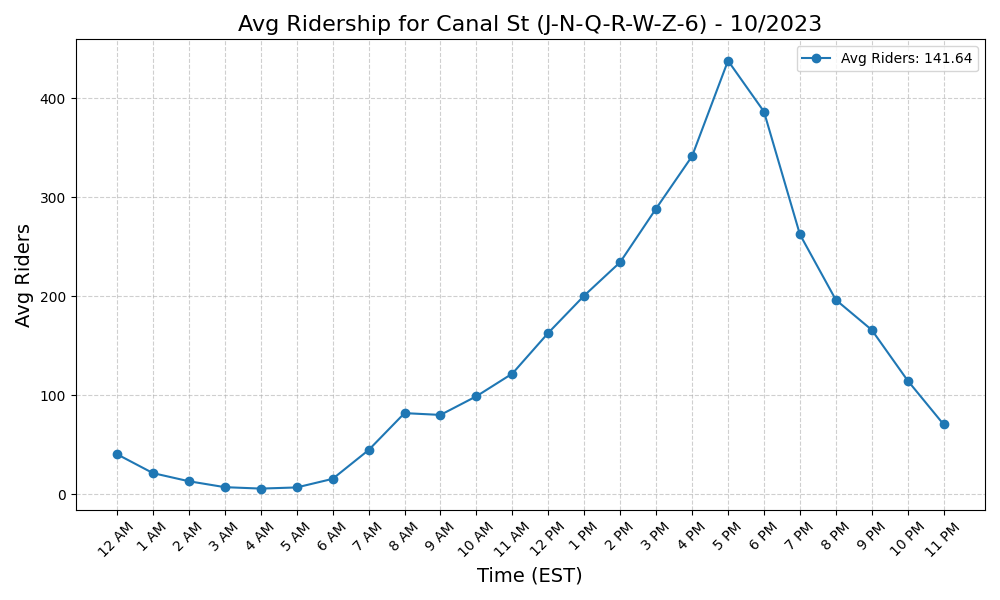 Avg Ridership for Canal St (J-N-Q-R-W-Z-6) - 10/2023
Avg Riders: 141.64
Avg Riders
400
300
200
100
0
12 AM
1 AM
2 AM
3 AM
4 AM
5 AM
6 AM
7 AM
8 AM
9 AM
10 AM
11 AM
12 PM
1 PM
2 PM
3 PM
4 PM
5 PM
6 PM
7 PM
8 PM
9 PM
10 PM
11 PM
Time (EST)